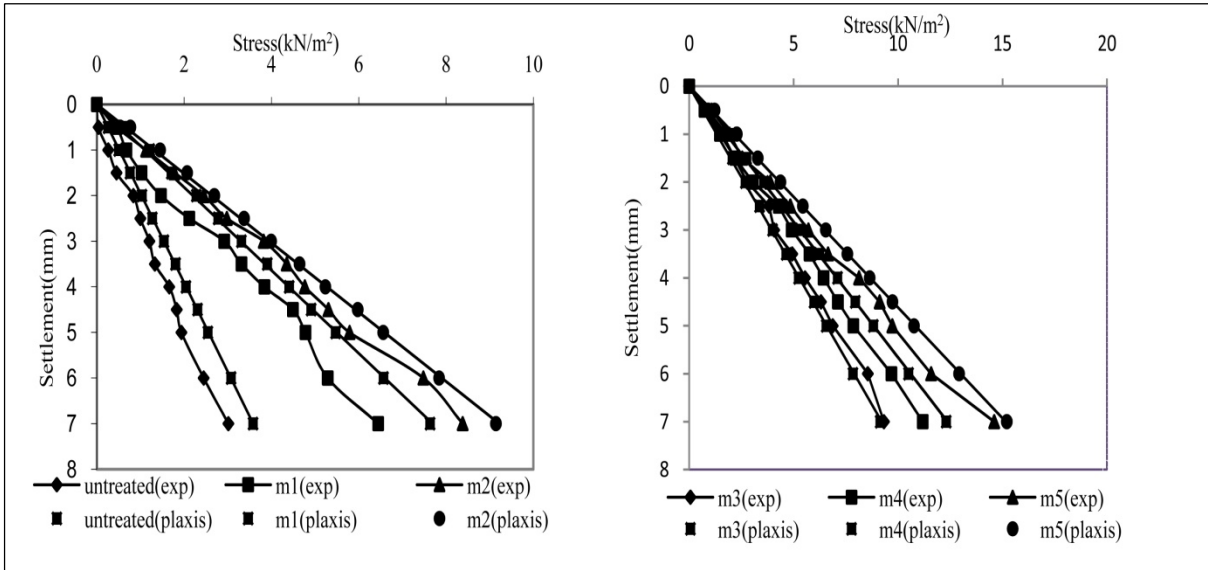 Stress(kN/m²)
0 2 4 6 8 10
0
1
2
3
4
5
6
7
8
Settlement(mm)
untreated(exp) m1(exp) m2(exp)
untreated(plaxis) m1(plaxis) m2(plaxis)
Stress(kN/m²)
0 5 10 15 20
0
1
2
3
4
5
6
7
8
Settlement(mm)
m3(exp) m4(exp) m5(exp)
m3(plaxis) m4(plaxis) m5(plaxis)